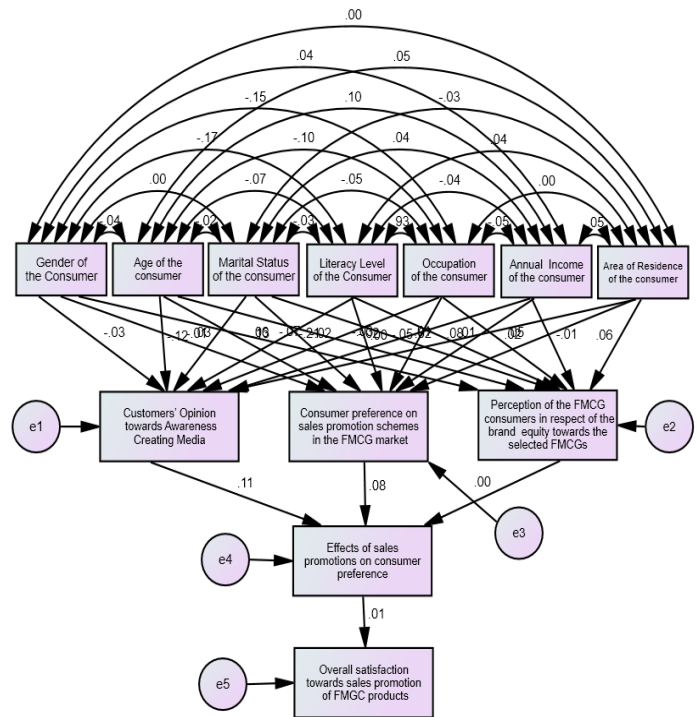 .00
.04
.05
-.15
.10
-.03
-.17
-.10
.04
.04
.00
-.07
-.05
-.04
.00
-.04
-.02
-.03
.93
-.05
.05
Gender of
the Consumer
Age of the
consumer
Marital Status
of the consumer
Literacy Level
of the Consumer
Occupation
of the consumer
Annual Income
of the consumer
Area of Residence
of the consumer
-.03
-.12
.05
.08
.01
.02
-.01
.06
Customers' Opinion
towards Awareness
Creating Media
Consumer preference on
sales promotion schemes
in the FMCG market
Perception of the FMCG
consumers in respect of the
brand equity towards the
selected FMCGs
e1
e2
.11
.08
.00
e3
Effects of sales
promotions on consumer
preference
e4
.01
Overall satisfaction
towards sales promotion
of FMGC products
e5